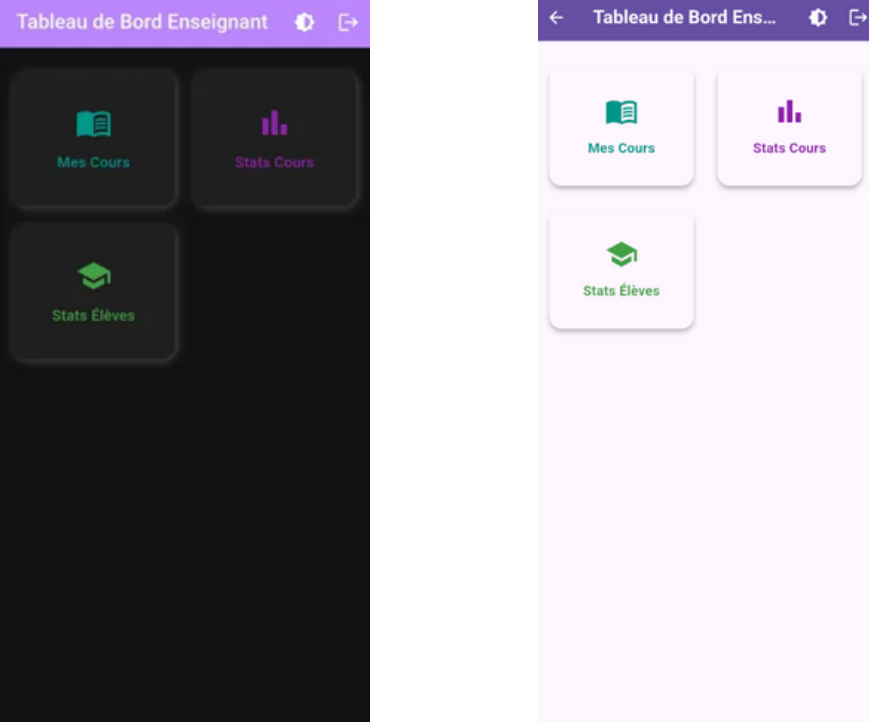 Tableau de Bord Enseignant
Mes Cours
Stats Cours
Stats Élèves
Tableau de Bord Ens...
Mes Cours
Stats Cours
Stats Élèves